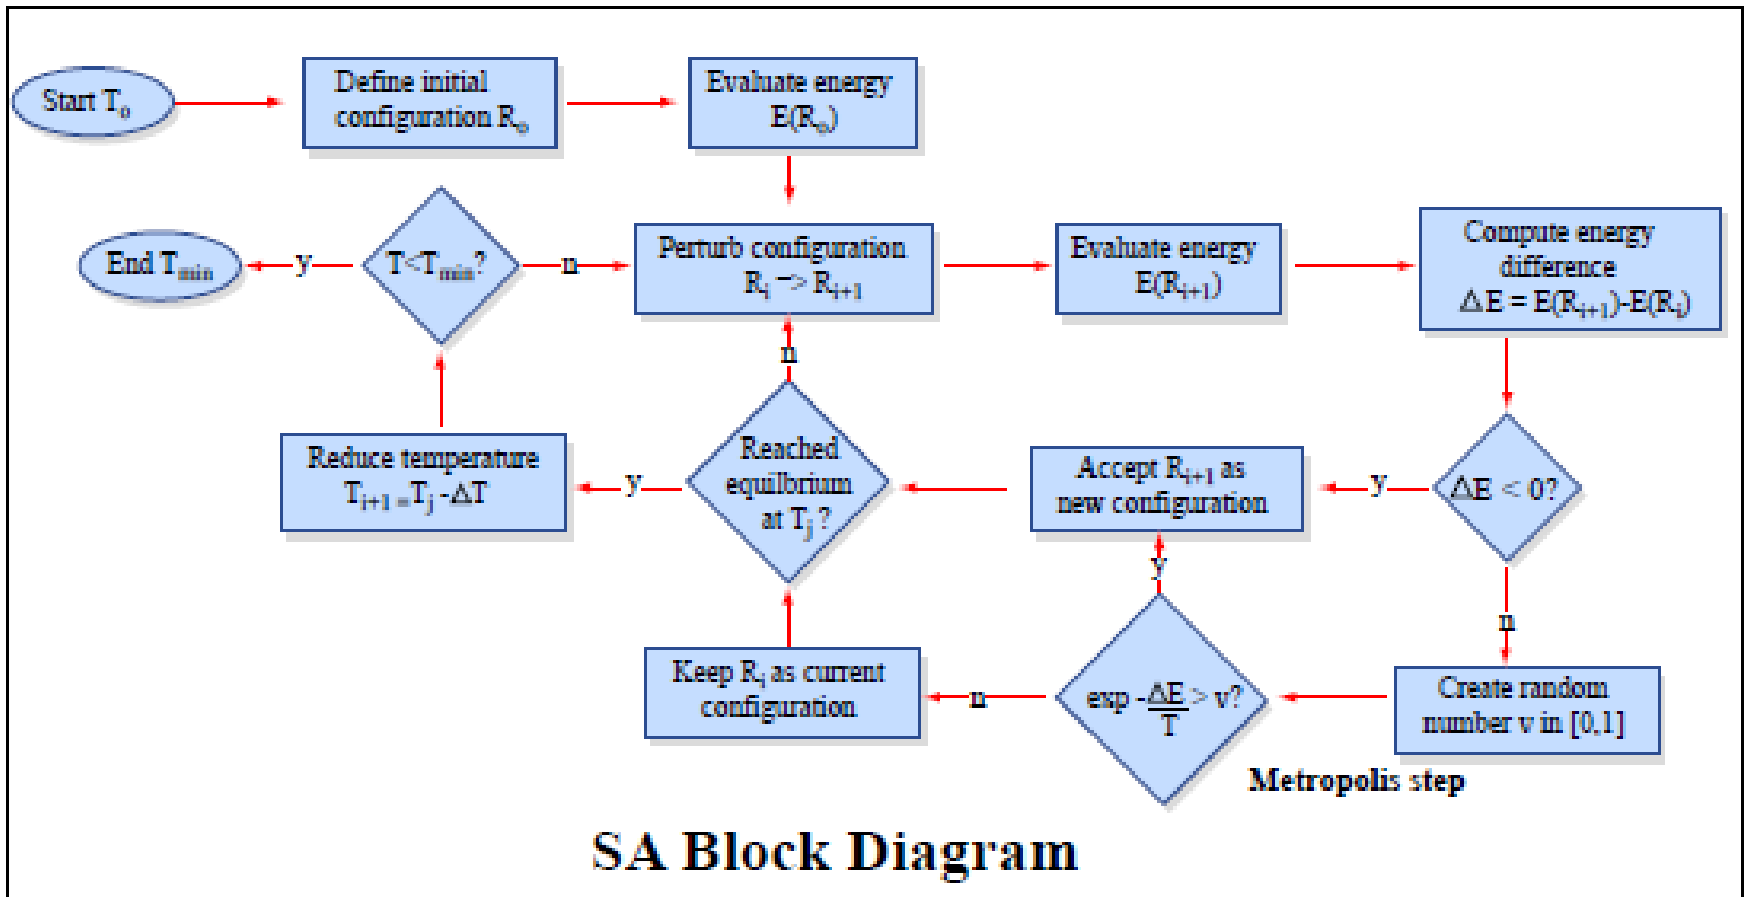 Start T₀
Define initial
configuration R₀
Evaluate energy
E(R₀)
End Tmin
y
T<Tmin?
n
Perturb configuration
Rᵢ -> Rᵢ₊₁
Evaluate energy
E(Rᵢ₊₁)
Compute energy
difference
ΔE = E(Rᵢ₊₁)-E(Rᵢ)
n
Reduce temperature
Tᵢ₊₁ = Tⱼ -ΔT
y
Reached
equilbrium
at Tⱼ ?
Accept Rᵢ₊₁ as
new configuration
y
ΔE < 0?
y
n
Keep Rᵢ as current
configuration
n
exp -ΔE/T > v?
Create random
number v in [0,1]
Metropolis step
SA Block Diagram